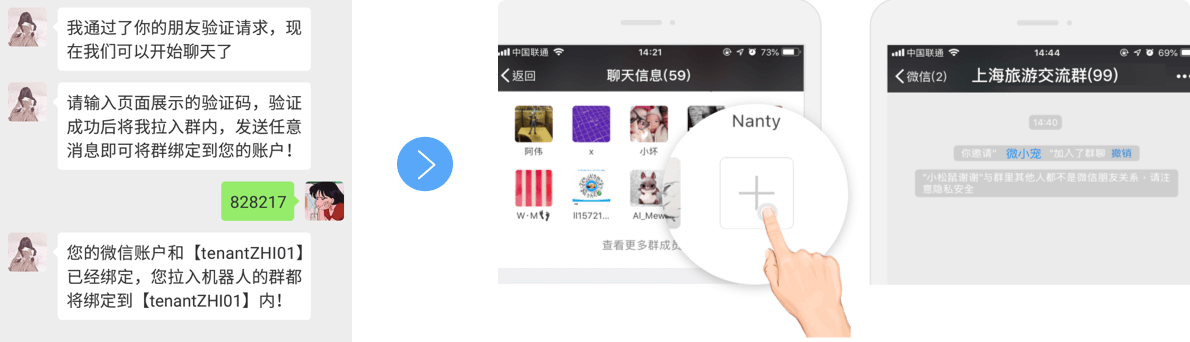 我通过了你的朋友验证请求，现
在我们可以开始聊天了
请输入页面展示的验证码，验证
成功后将我拉入群内，发送任意
消息即可将群绑定到您的账户！
828217
您的微信账户和【tenantZHI01】
已经绑定，您拉入机器人的群都
将绑定到【tenantZHI01】内！
中国联通 14:21 73%
返回 聊天信息(59)
Nanty
阿伟 x 小坏
W·M👣 ll15721... AI_Mew
查看更多群成员
中国联通 14:44 69%
微信(2) 上海旅游交流群(99)
14:40
你邀请" 微小宠 "加入了群聊 撤销
"小松鼠谢谢"与群里其他人都不是微信朋友关系，请注
意隐私安全